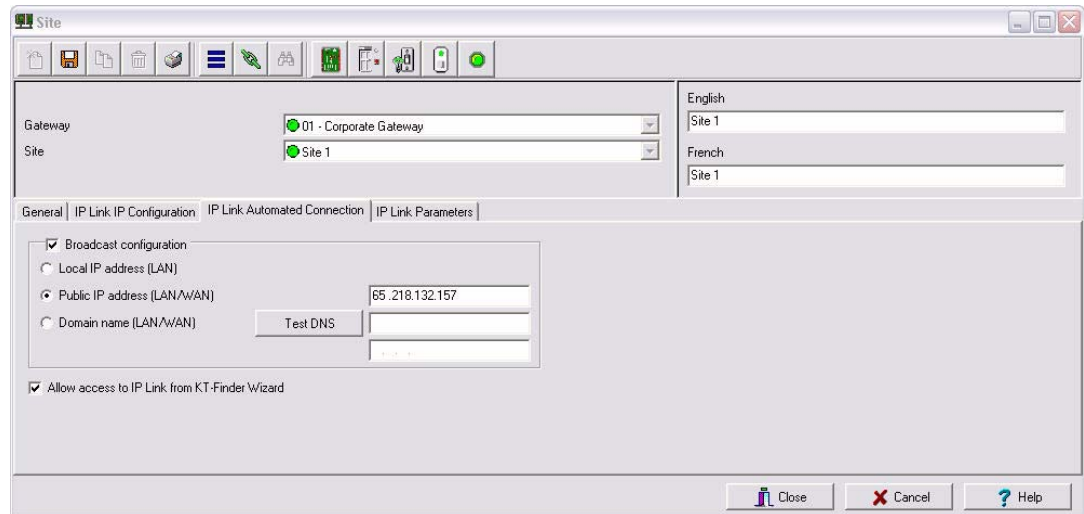 Site
English
Site 1
Gateway
01 - Corporate Gateway
Site
Site 1
French
Site 1
General
IP Link IP Configuration
IP Link Automated Connection
IP Link Parameters
Broadcast configuration
Local IP address (LAN)
Public IP address (LAN/WAN)
65 .218.132.157
Domain name (LAN/WAN)
Test DNS
. . .
Allow access to IP Link from KT-Finder Wizard
Close
Cancel
? Help